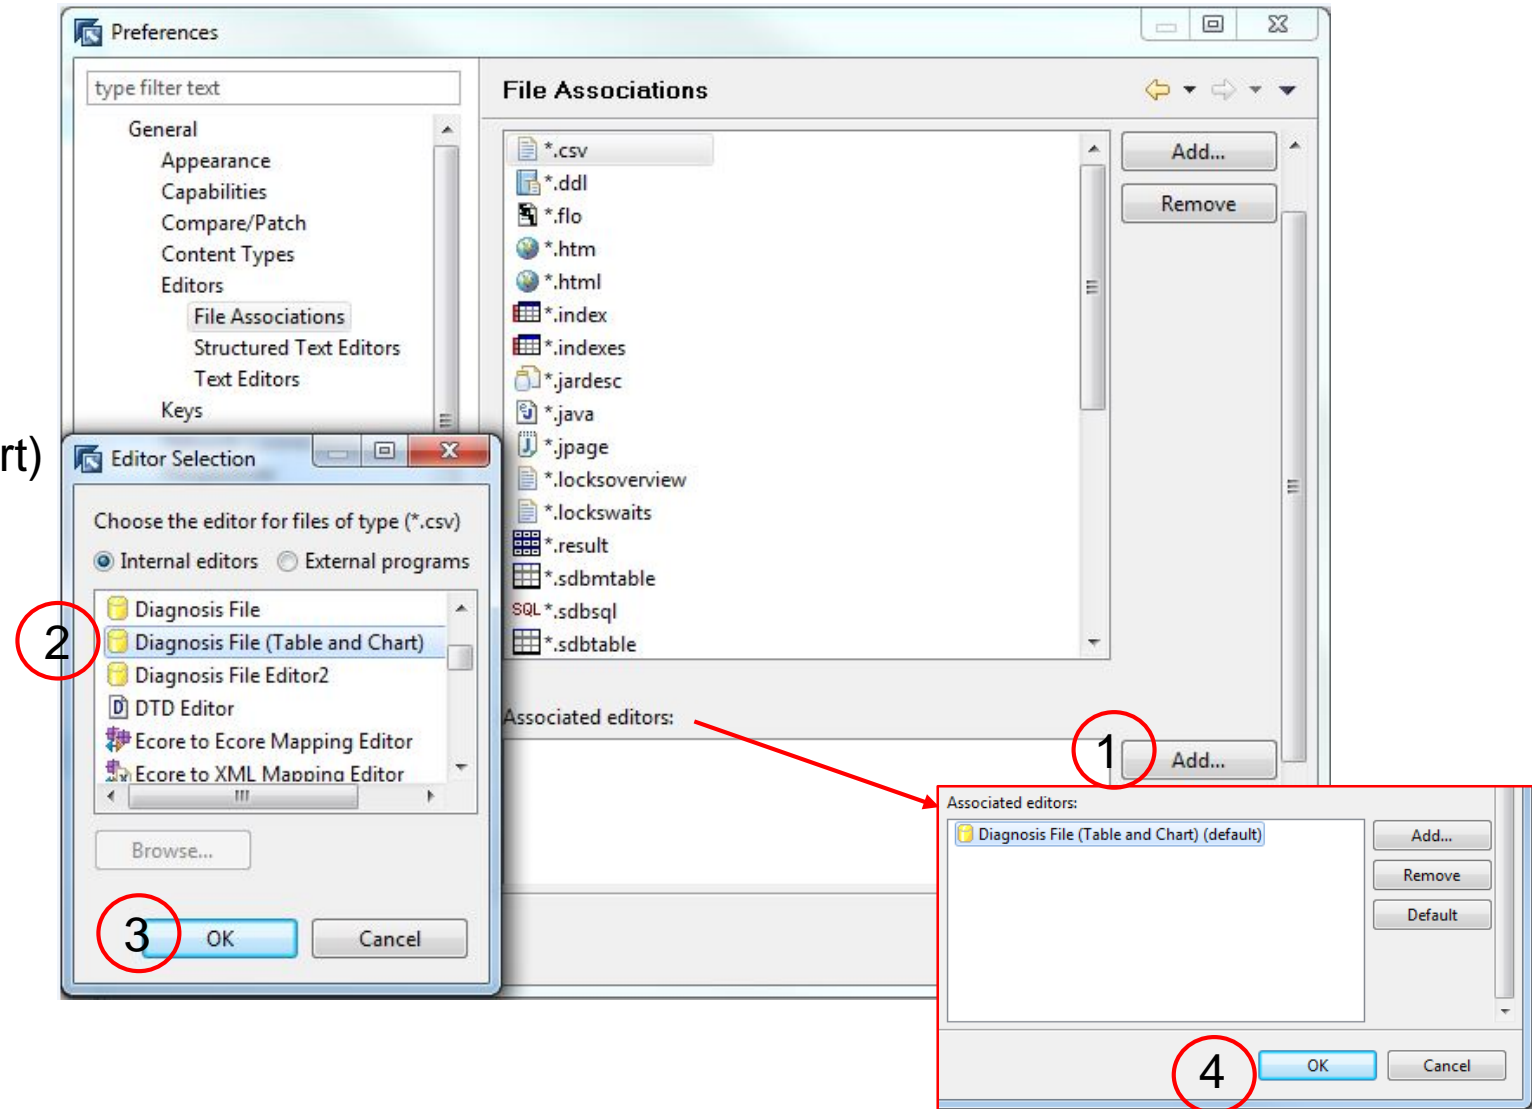 Preferences
type filter text
General
Appearance
Capabilities
Compare/Patch
Content Types
Editors
File Associations
Structured Text Editors
Text Editors
Keys
File Associations
*.csv
*.ddl
*.flo
*.htm
*.html
*.index
*.indexes
*.jardesc
*.java
*.jpage
*.locksoverview
*.lockswaits
*.result
*.sdbmtable
SQL *.sdbsql
*.sdbtable
Add...
Remove
rt)
Editor Selection
Choose the editor for files of type (*.csv)
Internal editors External programs
Diagnosis File
2 Diagnosis File (Table and Chart)
Diagnosis File Editor2
DTD Editor
Ecore to Ecore Mapping Editor
Ecore to XML Mapping Editor
Browse...
3 OK Cancel
Associated editors:
1 Add...
Associated editors:
Diagnosis File (Table and Chart) (default)
Add...
Remove
Default
4 OK Cancel